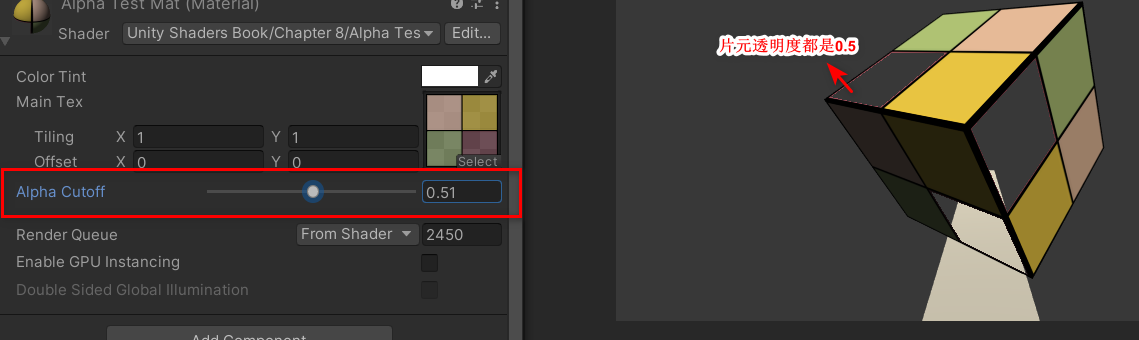 Alpha Test Mat (Material)
Shader Unity Shaders Book/Chapter 8/Alpha Tes Edit...
Color Tint
Main Tex
Tiling X 1 Y 1
Offset X 0 Y 0
Select
Alpha Cutoff 0.51
Render Queue From Shader 2450
Enable GPU Instancing
Double Sided Global Illumination
Add Component
片元透明度都是0.5